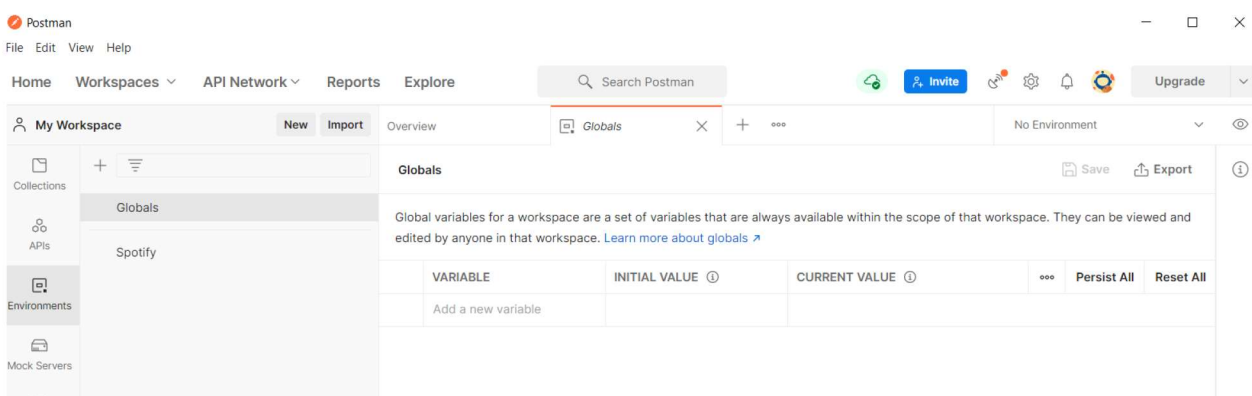 Postman
File Edit View Help
Home Workspaces API Network Reports Explore Search Postman Invite Upgrade
My Workspace New Import Overview Globals No Environment
Collections
Globals Save Export
Globals
Global variables for a workspace are a set of variables that are always available within the scope of that workspace. They can be viewed and
edited by anyone in that workspace. Learn more about globals ↗
APIs
Spotify
VARIABLE INITIAL VALUE CURRENT VALUE Persist All Reset All
Environments
Add a new variable
Mock Servers